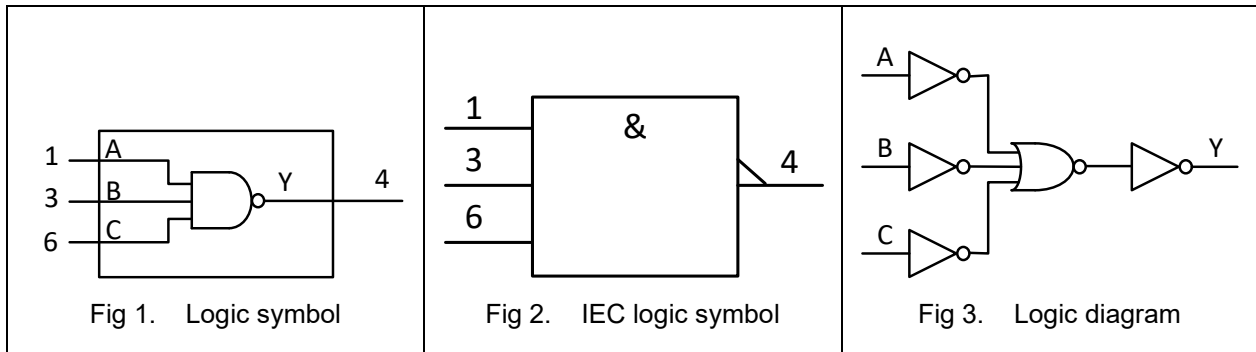 1 A
3 B
6 C
Y 4
Fig 1. Logic symbol
&
1
3
6
4
Fig 2. IEC logic symbol
A
B
C
Y
Fig 3. Logic diagram